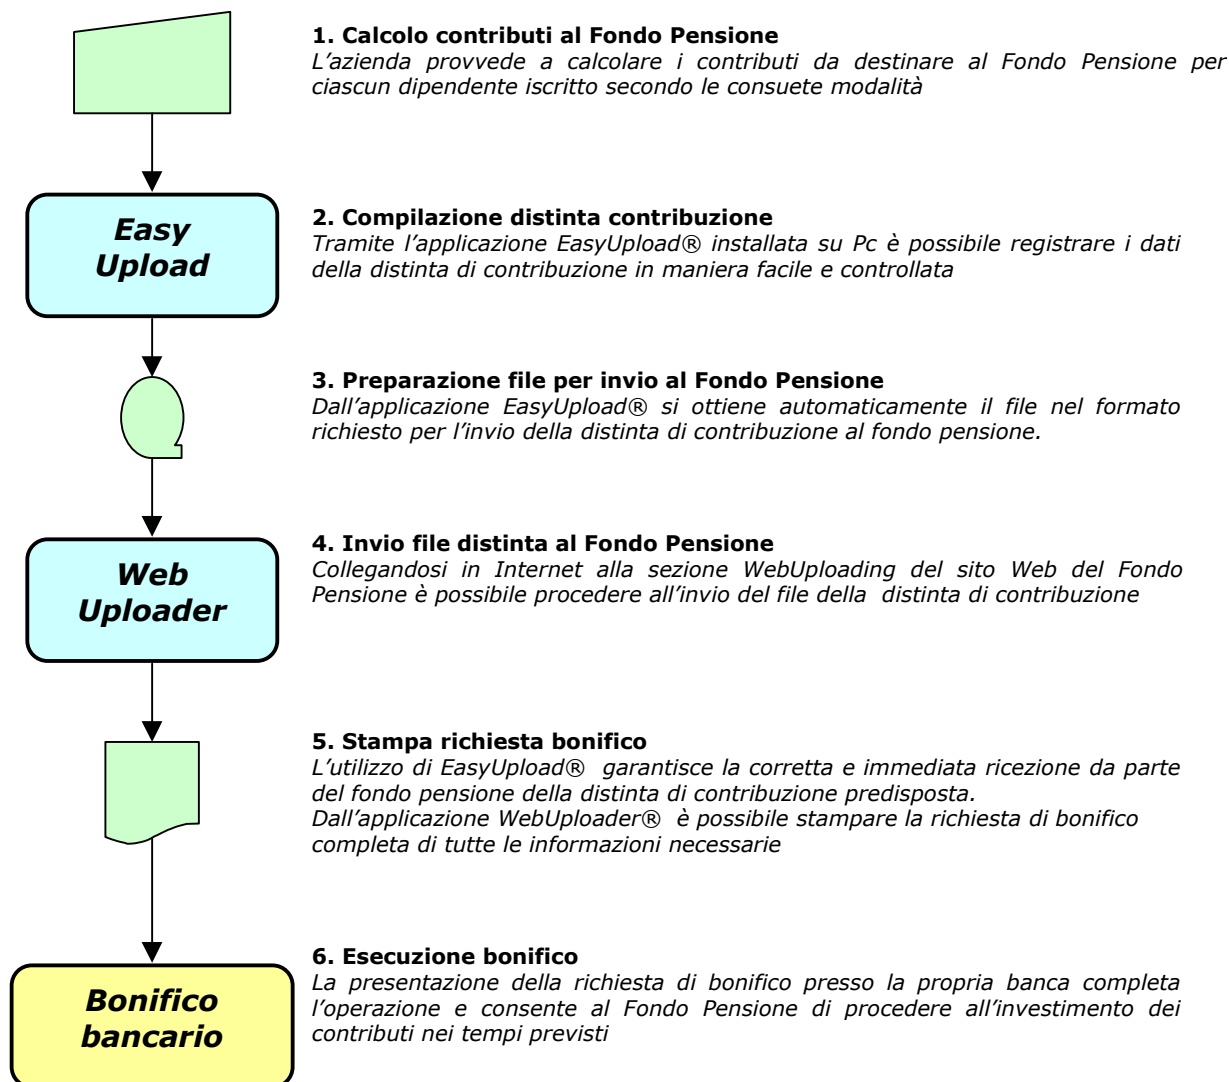 1. Calcolo contributi al Fondo Pensione
L'azienda provvede a calcolare i contributi da destinare al Fondo Pensione per
ciascun dipendente iscritto secondo le consuete modalità
Easy
Upload
2. Compilazione distinta contribuzione
Tramite l'applicazione EasyUpload® installata su Pc è possibile registrare i dati
della distinta di contribuzione in maniera facile e controllata
3. Preparazione file per invio al Fondo Pensione
Dall'applicazione EasyUpload® si ottiene automaticamente il file nel formato
richiesto per l'invio della distinta di contribuzione al fondo pensione.
Web
Uploader
4. Invio file distinta al Fondo Pensione
Collegandosi in Internet alla sezione WebUploading del sito Web del Fondo
Pensione è possibile procedere all'invio del file della distinta di contribuzione
5. Stampa richiesta bonifico
L'utilizzo di EasyUpload® garantisce la corretta e immediata ricezione da parte
del fondo pensione della distinta di contribuzione predisposta.
Dall'applicazione WebUploader® è possibile stampare la richiesta di bonifico
completa di tutte le informazioni necessarie
Bonifico
bancario
6. Esecuzione bonifico
La presentazione della richiesta di bonifico presso la propria banca completa
l'operazione e consente al Fondo Pensione di procedere all'investimento dei
contributi nei tempi previsti